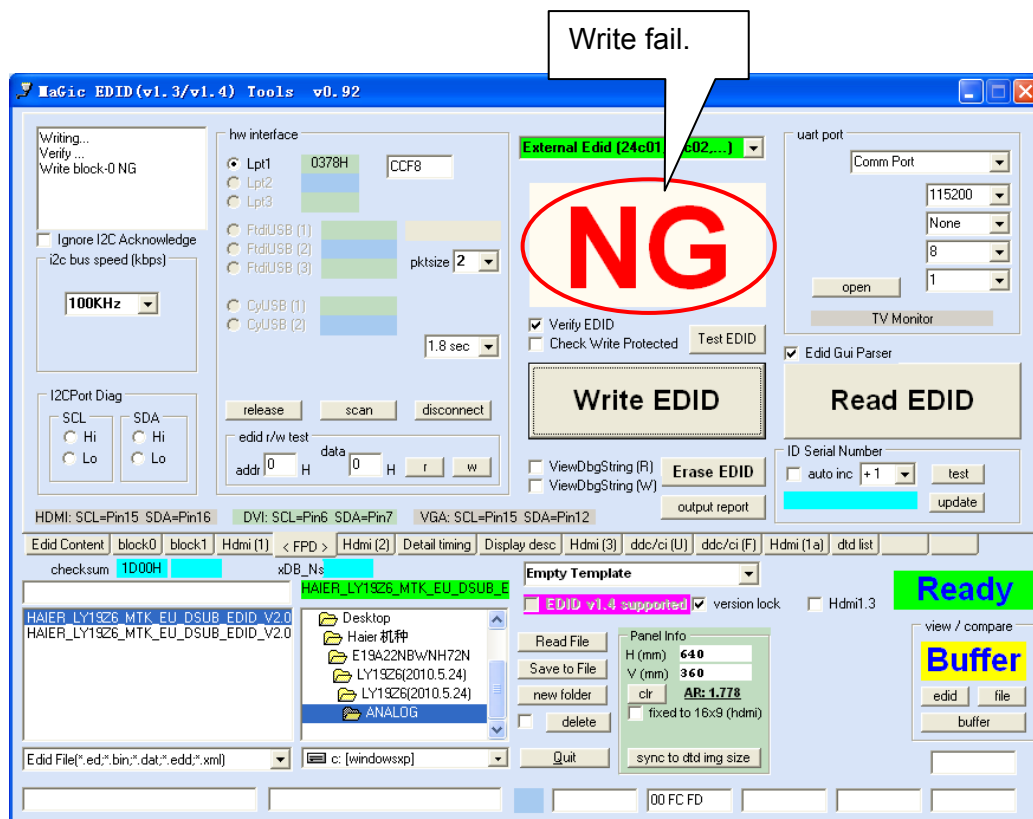 Write fail.
MaGic EDID(v1.3/v1.4) Tools v0.92
Writing...
Verify ...
Write block-0 NG
Ignore I2C Acknowledge
i2c bus speed (kbps)
100KHz
I2CPort Diag
SCL
SDA
Hi
Hi
Lo
Lo
hw interface
Lpt1 0378H CCF8
Lpt2
Lpt3
FtdiUSB (1)
FtdiUSB (2)
FtdiUSB (3)
pktsize 2
CyUSB (1)
CyUSB (2)
1.8 sec
release scan disconnect
edid r/w test
addr 0 H data 0 H r w
External Edid (24c01, c02,...)
NG
Verify EDID
Check Write Protected
Test EDID
Write EDID
ViewDbgString (R)
ViewDbgString (W)
Erase EDID
output report
uart port
Comm Port
115200
None
8
1
open
TV Monitor
Edid Gui Parser
Read EDID
ID Serial Number
auto inc +1 test
update
HDMI: SCL=Pin15 SDA=Pin16 DVI: SCL=Pin6 SDA=Pin7 VGA: SCL=Pin15 SDA=Pin12
Edid Content block0 block1 Hdmi (1) < FPD > Hdmi (2) Detail timing Display desc Hdmi (3) ddc/ci (U) ddc/ci (F) Hdmi (1a) dtd list
checksum 1D00H xDB_Ns
HAIER_LY19Z6_MTK_EU_DSUB_E
HAIER_LY19Z6_MTK_EU_DSUB_EDID_V2.0
HAIER_LY19Z6_MTK_EU_DSUB_EDID_V2.0
Desktop
Haier 机种
E19A22NBWNH72N
LY19Z6(2010.5.24)
LY19Z6(2010.5.24)
ANALOG
Edid File(*.ed;*.bin;*.dat;*.edd;*.xml)
c: [windowsxp]
Empty Template
EDID v1.4 supported version lock Hdmi1.3
Ready
Read File
Save to File
new folder
delete
Quit
Panel Info
H (mm) 640
V (mm) 360
clr AR: 1.778
fixed to 16x9 (hdmi)
sync to dtd img size
view / compare
Buffer
edid file
buffer
00 FC FD